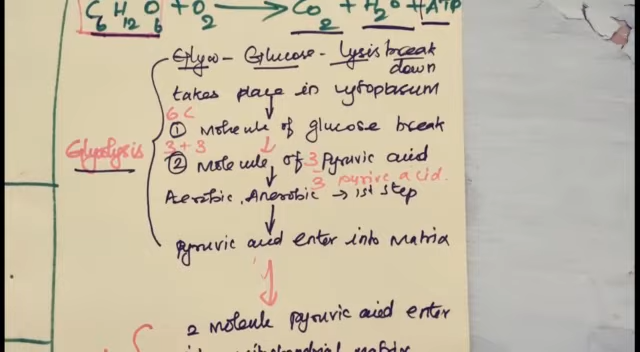 C6H12O6 + O2 → CO2 + H2O + ATP
Glyco - Glucose - Lysis break down
takes place in cytoplasum
6C
① Molecule of glucose break
3 + 3
Glycolysis
② Molecule of 3 pyruvic acid
3 pyrivc acid.
Aerobic, Anerobic → 1st step
pyruvic acid enter into Matrix
2 Molecule pyruvic acid enter